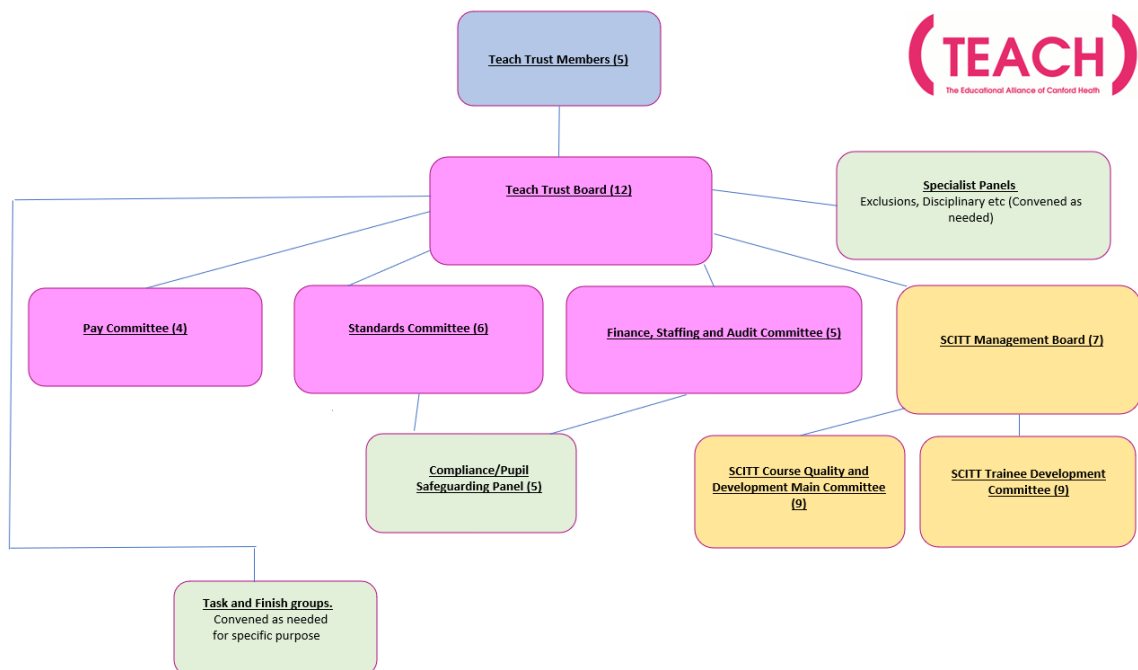 Teach Trust Members (5)
(TEACH)
The Educational Alliance of Canford Heath
Teach Trust Board (12)
Specialist Panels
Exclusions, Disciplinary etc (Convened as
needed)
Pay Committee (4)
Standards Committee (6)
Finance, Staffing and Audit Committee (5)
SCITT Management Board (7)
Compliance/Pupil
Safeguarding Panel (5)
SCITT Course Quality and
Development Main Committee
(9)
SCITT Trainee Development
Committee (9)
Task and Finish groups.
Convened as needed
for specific purpose